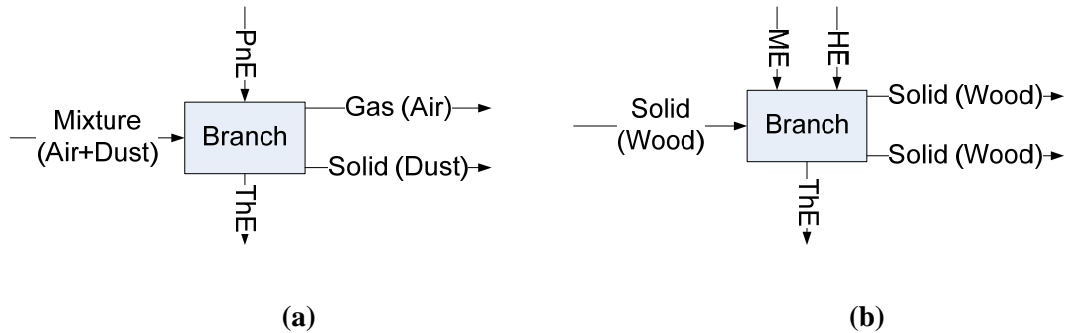 PnE
Mixture
(Air+Dust)
Branch
Gas (Air)
Solid (Dust)
ThE
(a)
ME
HE
Solid
(Wood)
Branch
Solid (Wood)
Solid (Wood)
ThE
(b)